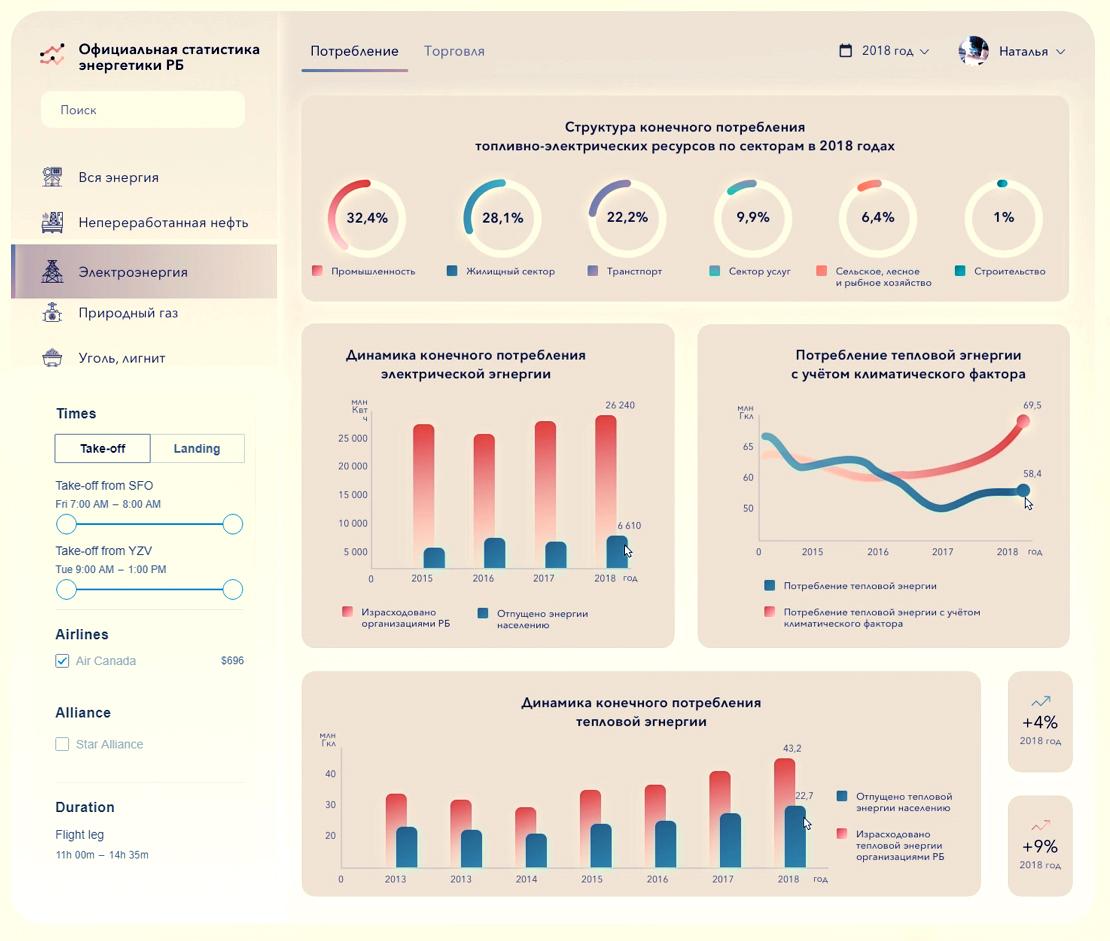 Официальная статистика
энергетики РБ
Поиск
Вся энергия
Непереработанная нефть
Электроэнергия
Природный газ
Уголь, лигнит
Times
Take-off
Landing
Take-off from SFO
Fri 7:00 AM – 8:00 AM
Take-off from YZV
Tue 9:00 AM – 1:00 PM
Airlines
Air Canada
$696
Alliance
Star Alliance
Duration
Flight leg
11h 00m – 14h 35m
Потребление
Торговля
2018 год
Наталья
Структура конечного потребления
топливно-электрических ресурсов по секторам в 2018 годах
32,4%
28,1%
22,2%
9,9%
6,4%
1%
Промышленность
Жилищный сектор
Транспорт
Сектор услуг
Сельское, лесное
и рыбное хозяйство
Строительство
Динамика конечного потребления
электрической эгнергии
млн
Квт
ч
26 240
25 000
20 000
15 000
10 000
5 000
6 610
0
2015
2016
2017
2018
год
Израсходовано
организациями РБ
Отпущено энергии
населению
Потребление тепловой эгнергии
с учётом климатического фактора
млн
Гкл
69,5
65
60
58,4
50
0
2015
2016
2017
2018
год
Потребление тепловой энергии
Потребление тепловой энергии с учётом
климатического фактора
Динамика конечного потребления
тепловой эгнергии
млн
Гкл
43,2
40
30
22,7
20
0
2013
2013
2014
2015
2016
2017
2018
год
Отпущено тепловой
энергии населению
Израсходовано
тепловой энергии
организациями РБ
+4%
2018 год
+9%
2018 год